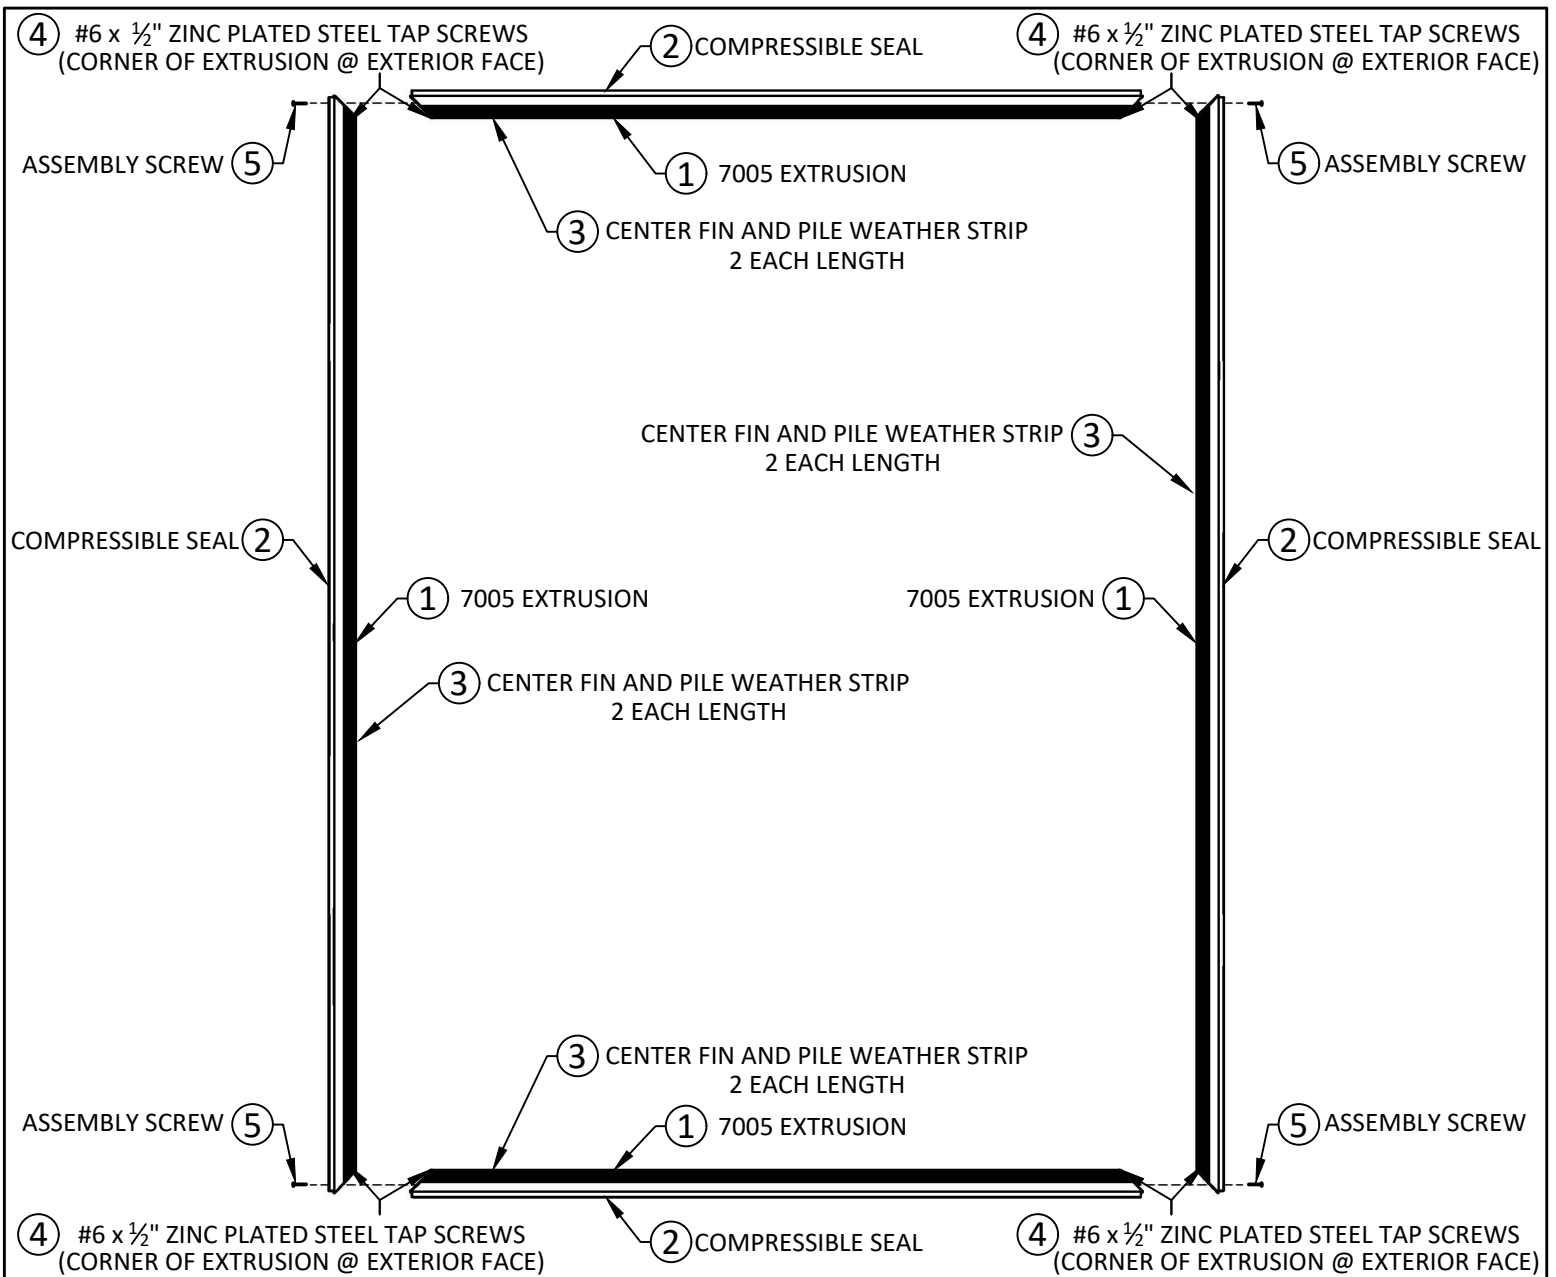 ④ #6 x ½" ZINC PLATED STEEL TAP SCREWS
(CORNER OF EXTRUSION @ EXTERIOR FACE)
② COMPRESSIBLE SEAL
④ #6 x ½" ZINC PLATED STEEL TAP SCREWS
(CORNER OF EXTRUSION @ EXTERIOR FACE)
ASSEMBLY SCREW ⑤
① 7005 EXTRUSION
⑤ ASSEMBLY SCREW
③ CENTER FIN AND PILE WEATHER STRIP
2 EACH LENGTH
CENTER FIN AND PILE WEATHER STRIP ③
2 EACH LENGTH
COMPRESSIBLE SEAL ②
② COMPRESSIBLE SEAL
① 7005 EXTRUSION
7005 EXTRUSION ①
③ CENTER FIN AND PILE WEATHER STRIP
2 EACH LENGTH
③ CENTER FIN AND PILE WEATHER STRIP
2 EACH LENGTH
ASSEMBLY SCREW ⑤
① 7005 EXTRUSION
⑤ ASSEMBLY SCREW
④ #6 x ½" ZINC PLATED STEEL TAP SCREWS
(CORNER OF EXTRUSION @ EXTERIOR FACE)
② COMPRESSIBLE SEAL
④ #6 x ½" ZINC PLATED STEEL TAP SCREWS
(CORNER OF EXTRUSION @ EXTERIOR FACE)